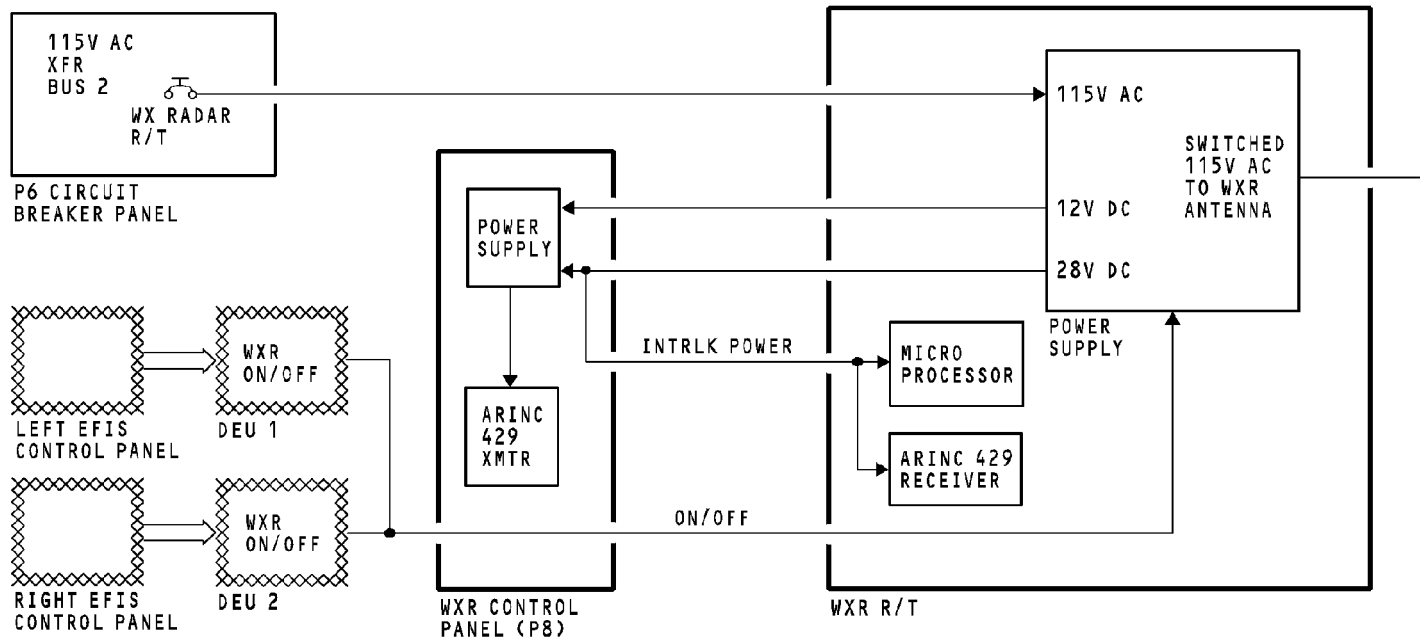 115V AC
XFR
BUS 2
WX RADAR
R/T
P6 CIRCUIT
BREAKER PANEL
115V AC
SWITCHED
115V AC
TO WXR
ANTENNA
12V DC
28V DC
POWER
SUPPLY
POWER
SUPPLY
INTRLK POWER
MICRO
PROCESSOR
ARINC
429
XMTR
ARINC 429
RECEIVER
WXR
ON/OFF
LEFT EFIS
CONTROL PANEL
DEU 1
WXR
ON/OFF
RIGHT EFIS
CONTROL PANEL
DEU 2
ON/OFF
WXR CONTROL
PANEL (P8)
WXR R/T